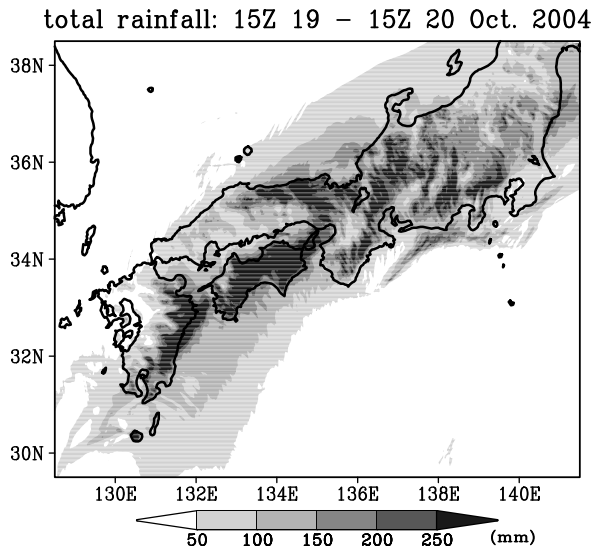 total rainfall: 15Z 19 – 15Z 20 Oct. 2004
38N
36N
34N
32N
30N
130E 132E 134E 136E 138E 140E
50 100 150 200 250 (mm)